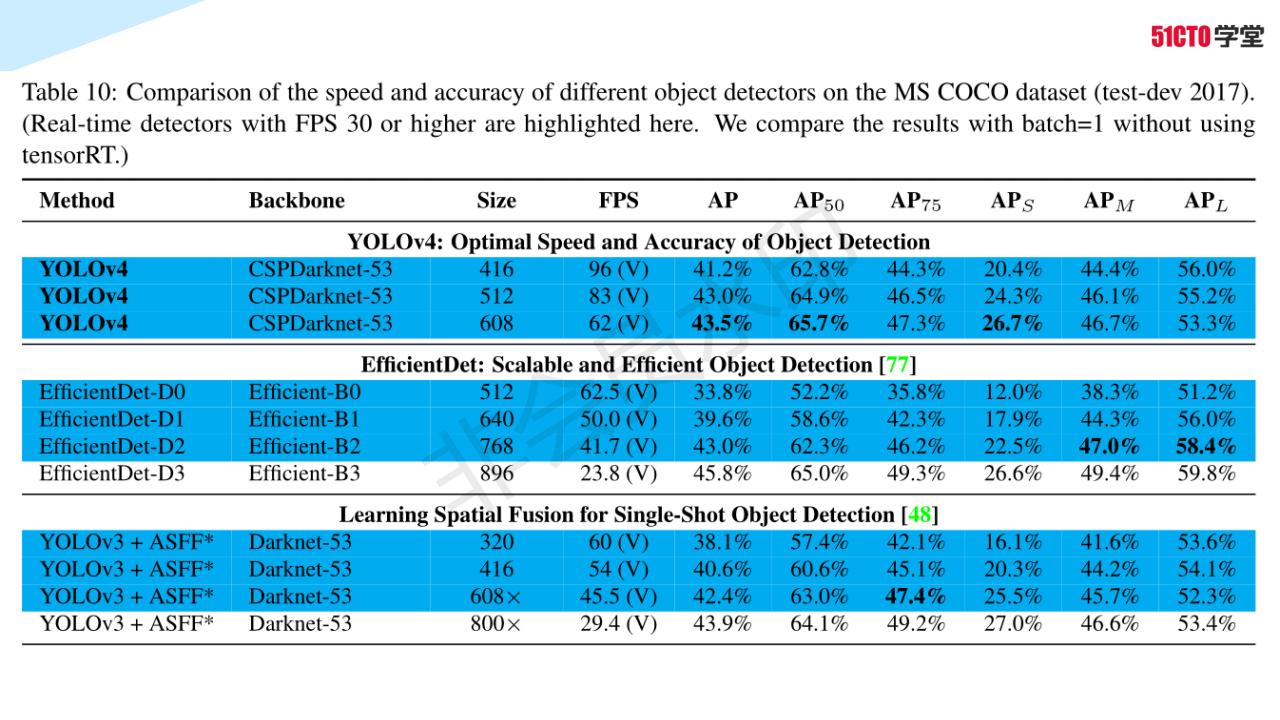 51CTO学堂
Table 10: Comparison of the speed and accuracy of different object detectors on the MS COCO dataset (test-dev 2017).
(Real-time detectors with FPS 30 or higher are highlighted here. We compare the results with batch=1 without using
tensorRT.)
Method Backbone Size FPS AP AP50 AP75 APS APM APL
YOLOv4: Optimal Speed and Accuracy of Object Detection
YOLOv4 CSPDarknet-53 416 96 (V) 41.2% 62.8% 44.3% 20.4% 44.4% 56.0%
YOLOv4 CSPDarknet-53 512 83 (V) 43.0% 64.9% 46.5% 24.3% 46.1% 55.2%
YOLOv4 CSPDarknet-53 608 62 (V) 43.5% 65.7% 47.3% 26.7% 46.7% 53.3%
EfficientDet: Scalable and Efficient Object Detection [77]
EfficientDet-D0 Efficient-B0 512 62.5 (V) 33.8% 52.2% 35.8% 12.0% 38.3% 51.2%
EfficientDet-D1 Efficient-B1 640 50.0 (V) 39.6% 58.6% 42.3% 17.9% 44.3% 56.0%
EfficientDet-D2 Efficient-B2 768 41.7 (V) 43.0% 62.3% 46.2% 22.5% 47.0% 58.4%
EfficientDet-D3 Efficient-B3 896 23.8 (V) 45.8% 65.0% 49.3% 26.6% 49.4% 59.8%
Learning Spatial Fusion for Single-Shot Object Detection [48]
YOLOv3 + ASFF* Darknet-53 320 60 (V) 38.1% 57.4% 42.1% 16.1% 41.6% 53.6%
YOLOv3 + ASFF* Darknet-53 416 54 (V) 40.6% 60.6% 45.1% 20.3% 44.2% 54.1%
YOLOv3 + ASFF* Darknet-53 608× 45.5 (V) 42.4% 63.0% 47.4% 25.5% 45.7% 52.3%
YOLOv3 + ASFF* Darknet-53 800× 29.4 (V) 43.9% 64.1% 49.2% 27.0% 46.6% 53.4%
非会员水印